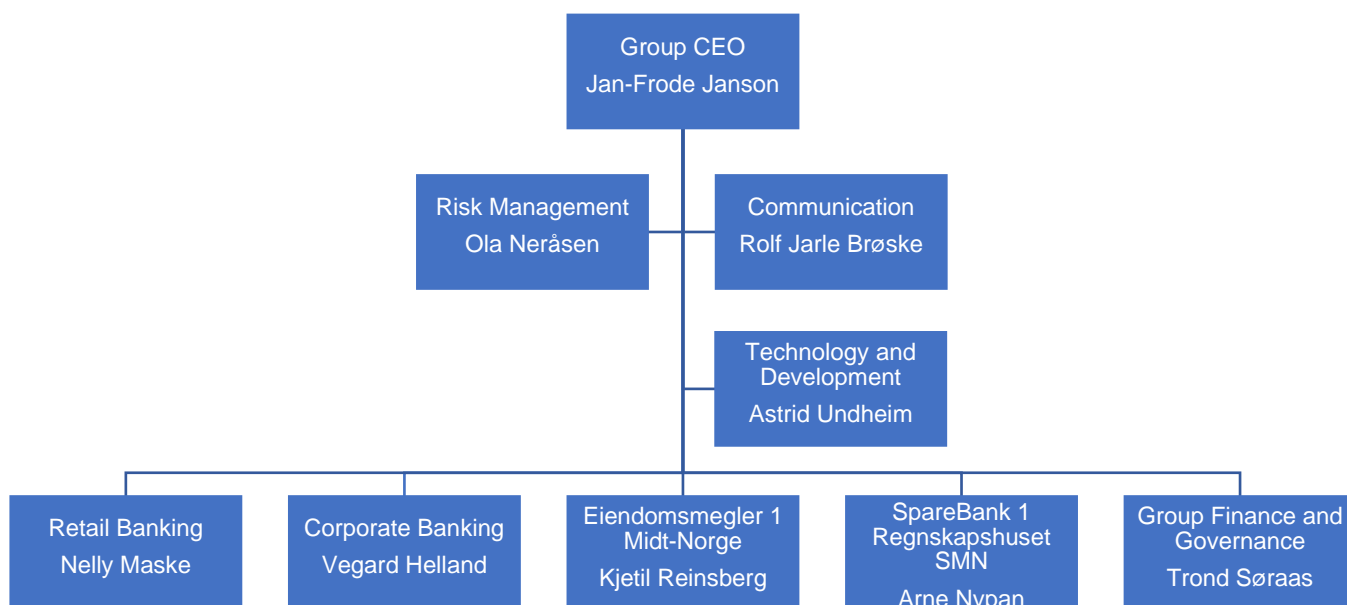 Group CEO
Jan-Frode Janson
Risk Management
Ola Neråsen
Communication
Rolf Jarle Brøske
Technology and
Development
Astrid Undheim
Retail Banking
Nelly Maske
Corporate Banking
Vegard Helland
Eiendomsmegler 1
Midt-Norge
Kjetil Reinsberg
SpareBank 1
Regnskapshuset
SMN
Arne Nypan
Group Finance and
Governance
Trond Søraas